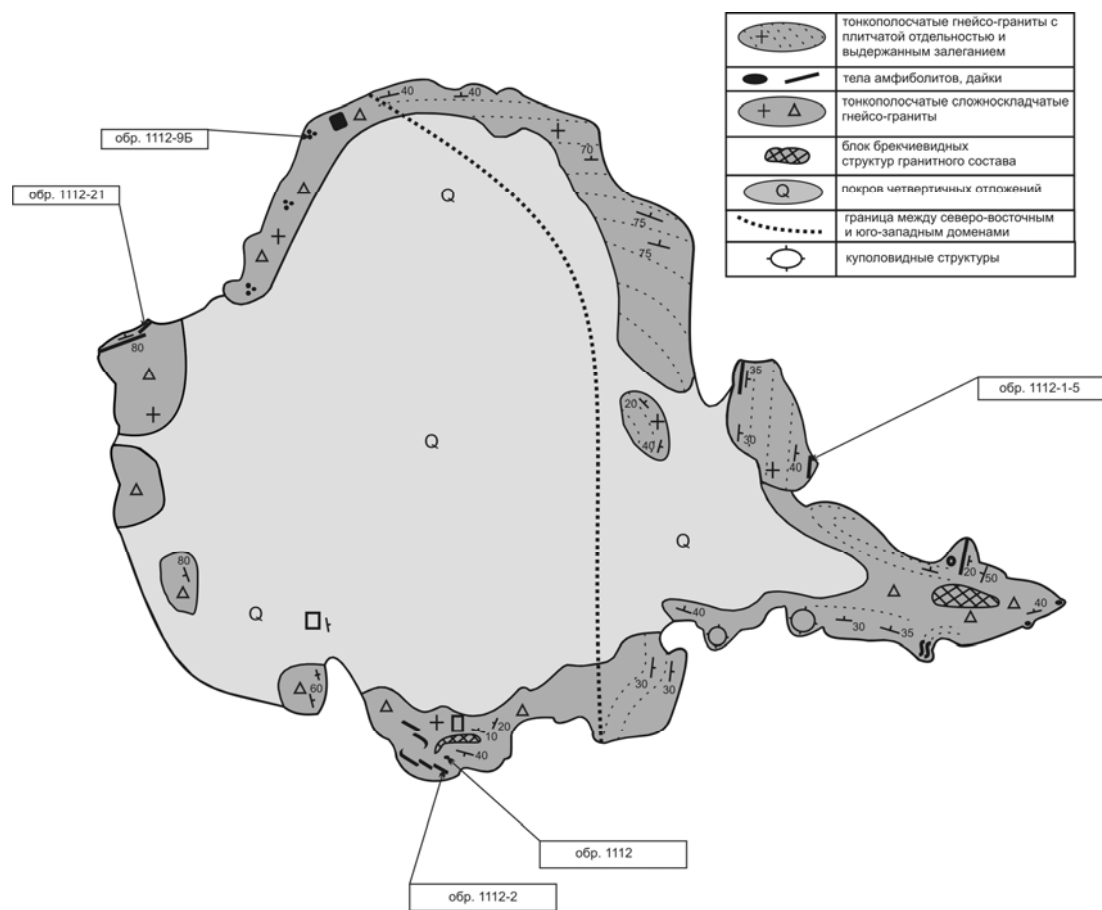 тонкополосчатые гнейсо-граниты с
плитчатой отдельностью и
выдержанным залеганием
тела амфиболитов, дайки
тонкополосчатые сложноскладчатые
гнейсо-граниты
блок брекчиевидных
структур гранитного состава
Q
покров четвертичных отложений
граница между северо-восточным
и юго-западным доменами
куполовидные структуры
40
40
обр. 1112-9Б
70
обр. 1112-21
Q
75
75
80
35
обр. 1112-1-5
20
40
30
40
Q
Q
80
20
50
Q
40
40
30
35
60
30
30
20
10
40
обр. 1112
обр. 1112-2